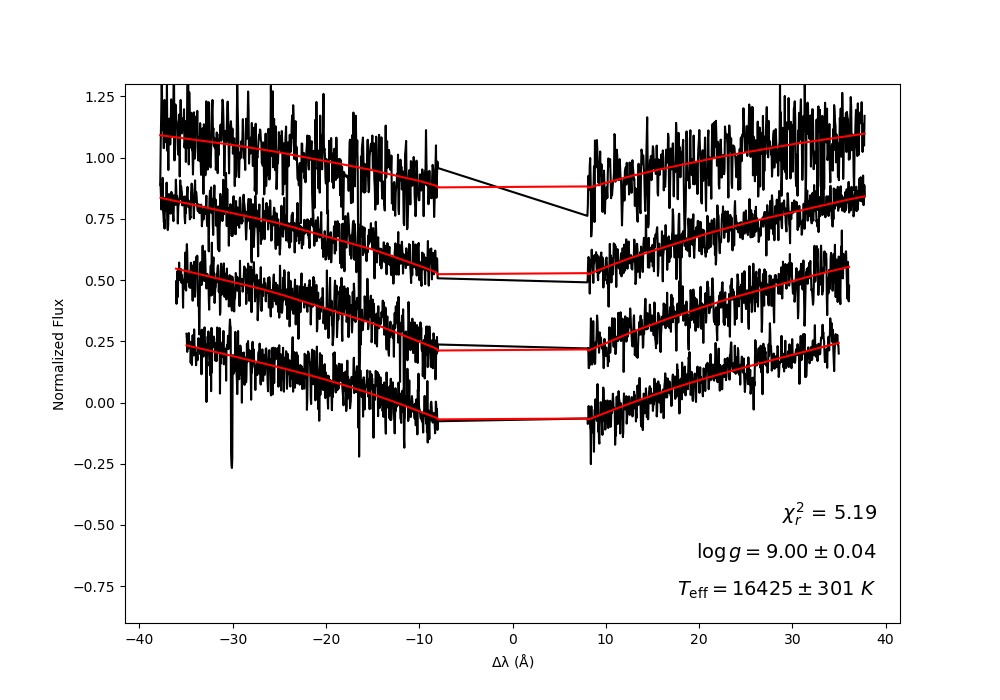 Normalized Flux
1.25
1.00
0.75
0.50
0.25
0.00
−0.25
−0.50
−0.75
χ²ᵣ = 5.19
log g = 9.00 ± 0.04
T_eff = 16425 ± 301 K
−40 −30 −20 −10 0 10 20 30 40
Δλ (Å)